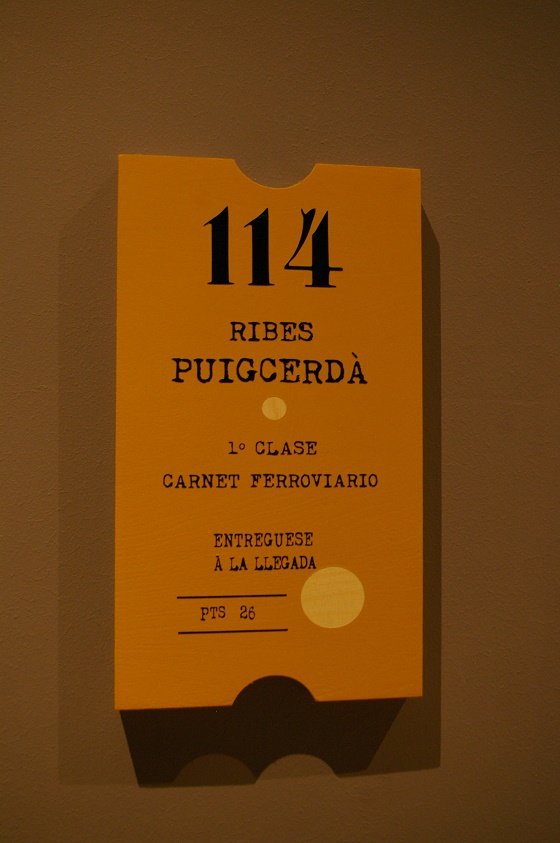 114
RIBES
PUIGCERDÀ
1º CLASE
CARNET FERROVIARIO
ENTREGUESE
À LA LLEGADA
PTS 26